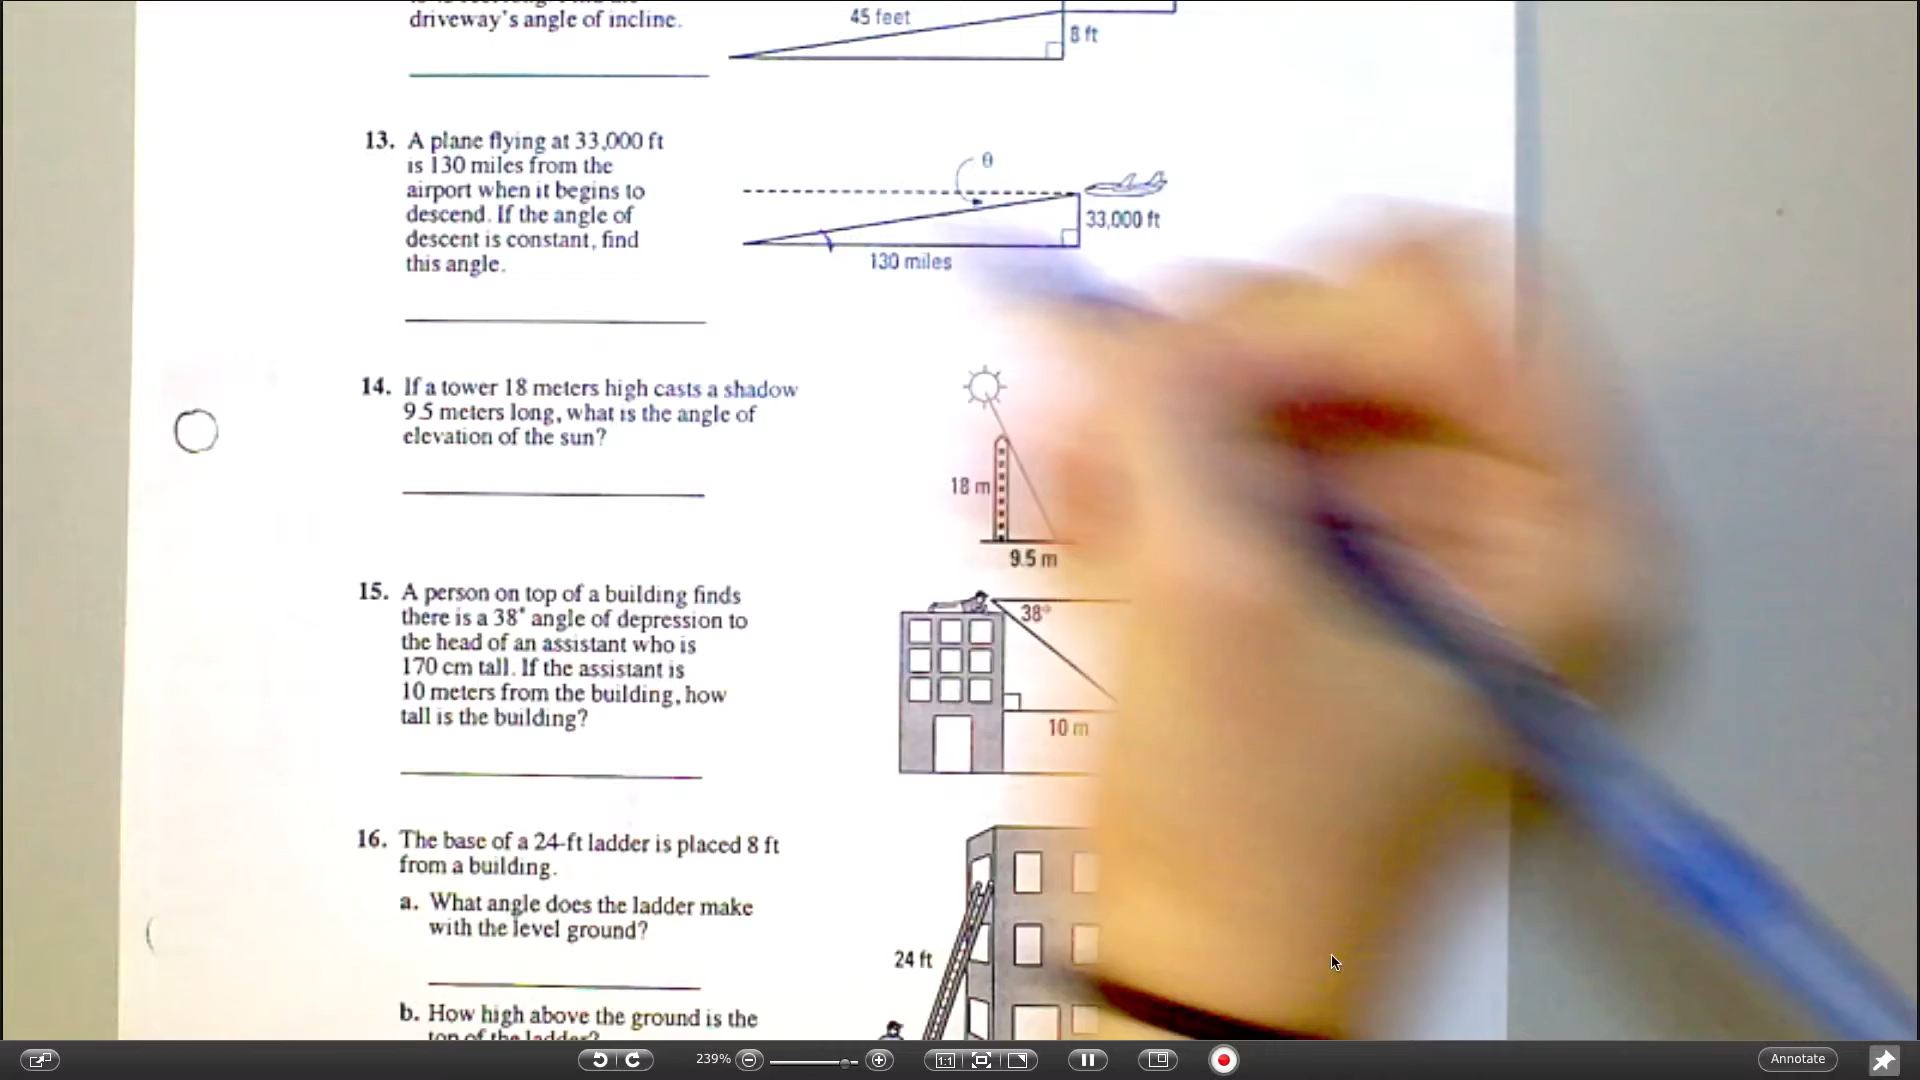 driveway's angle of incline.
45 feet
8 ft
13. A plane flying at 33,000 ft
is 130 miles from the
airport when it begins to
descend. If the angle of
descent is constant, find
this angle.
θ
33,000 ft
130 miles
14. If a tower 18 meters high casts a shadow
9.5 meters long, what is the angle of
elevation of the sun?
18 m
9.5 m
15. A person on top of a building finds
there is a 38° angle of depression to
the head of an assistant who is
170 cm tall. If the assistant is
10 meters from the building, how
tall is the building?
38°
10 m
16. The base of a 24-ft ladder is placed 8 ft
from a building.
a. What angle does the ladder make
with the level ground?
24 ft
b. How high above the ground is the
top of the ladder?
239%
1:1
Annotate